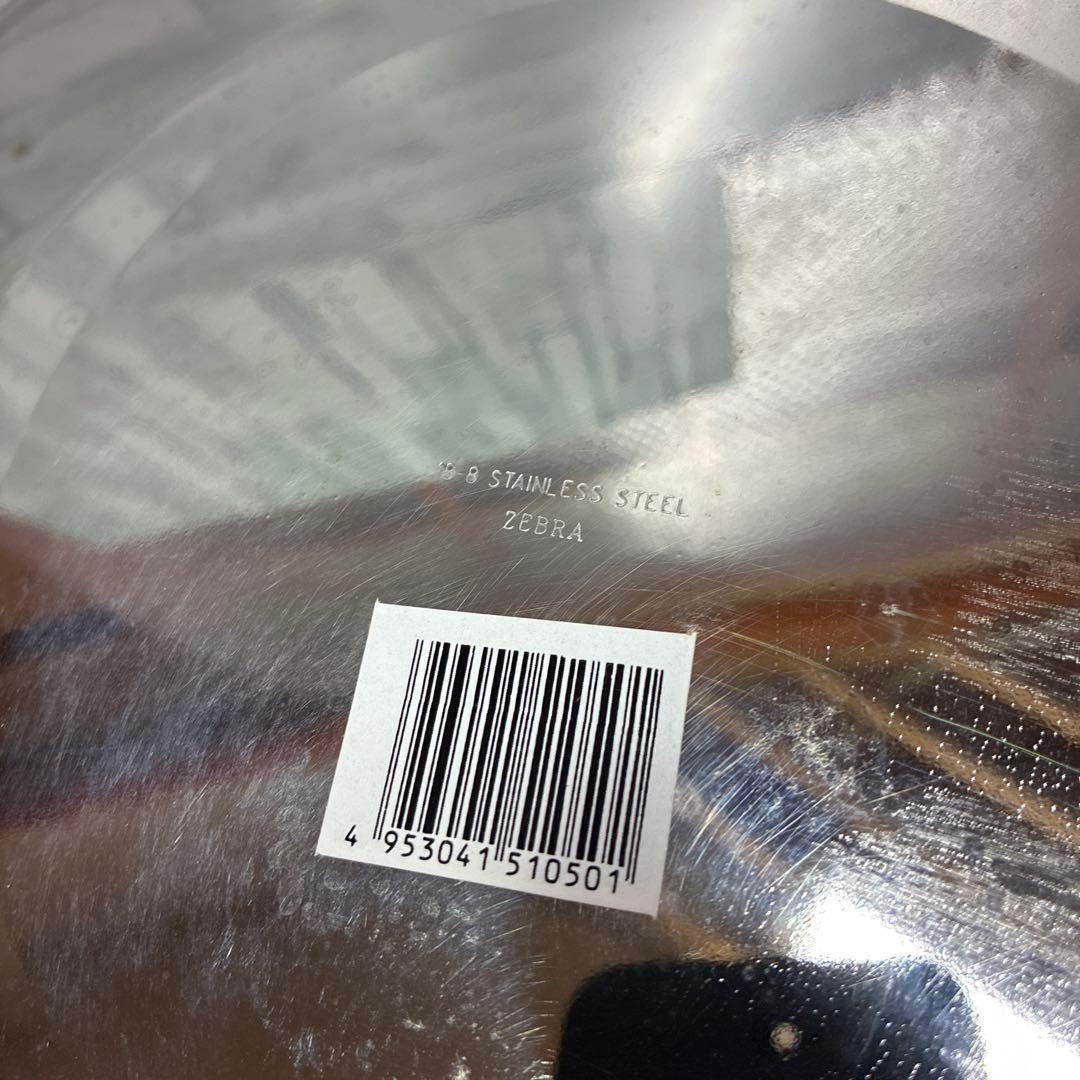 18-8 STAINLESS STEEL
ZEBRA
4 953041 510501